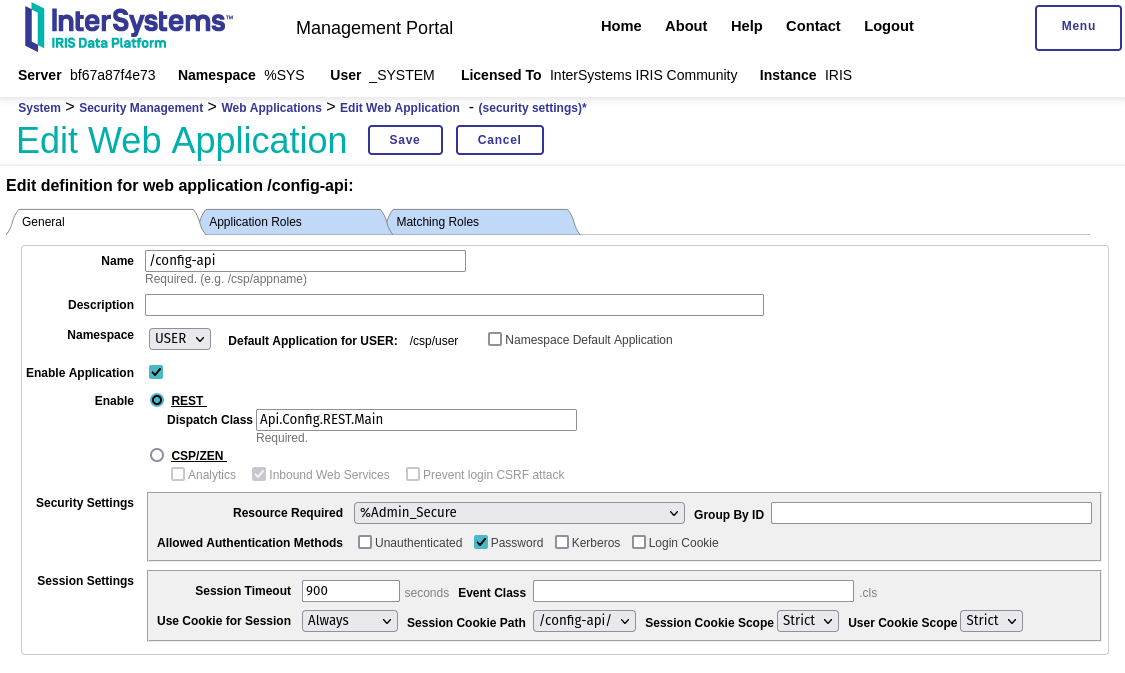 InterSystems™
IRIS Data Platform
Management Portal
Home About Help Contact Logout
Menu
Server bf67a87f4e73 Namespace %SYS User _SYSTEM Licensed To InterSystems IRIS Community Instance IRIS
System > Security Management > Web Applications > Edit Web Application - (security settings)*
Edit Web Application Save Cancel
Edit definition for web application /config-api:
General Application Roles Matching Roles
Name /config-api
Required. (e.g. /csp/appname)
Description
Namespace USER Default Application for USER: /csp/user Namespace Default Application
Enable Application
Enable REST
Dispatch Class Api.Config.REST.Main
Required.
CSP/ZEN
Analytics Inbound Web Services Prevent login CSRF attack
Security Settings
Resource Required %Admin_Secure Group By ID
Allowed Authentication Methods Unauthenticated Password Kerberos Login Cookie
Session Settings
Session Timeout 900 seconds Event Class .cls
Use Cookie for Session Always Session Cookie Path /config-api/ Session Cookie Scope Strict User Cookie Scope Strict